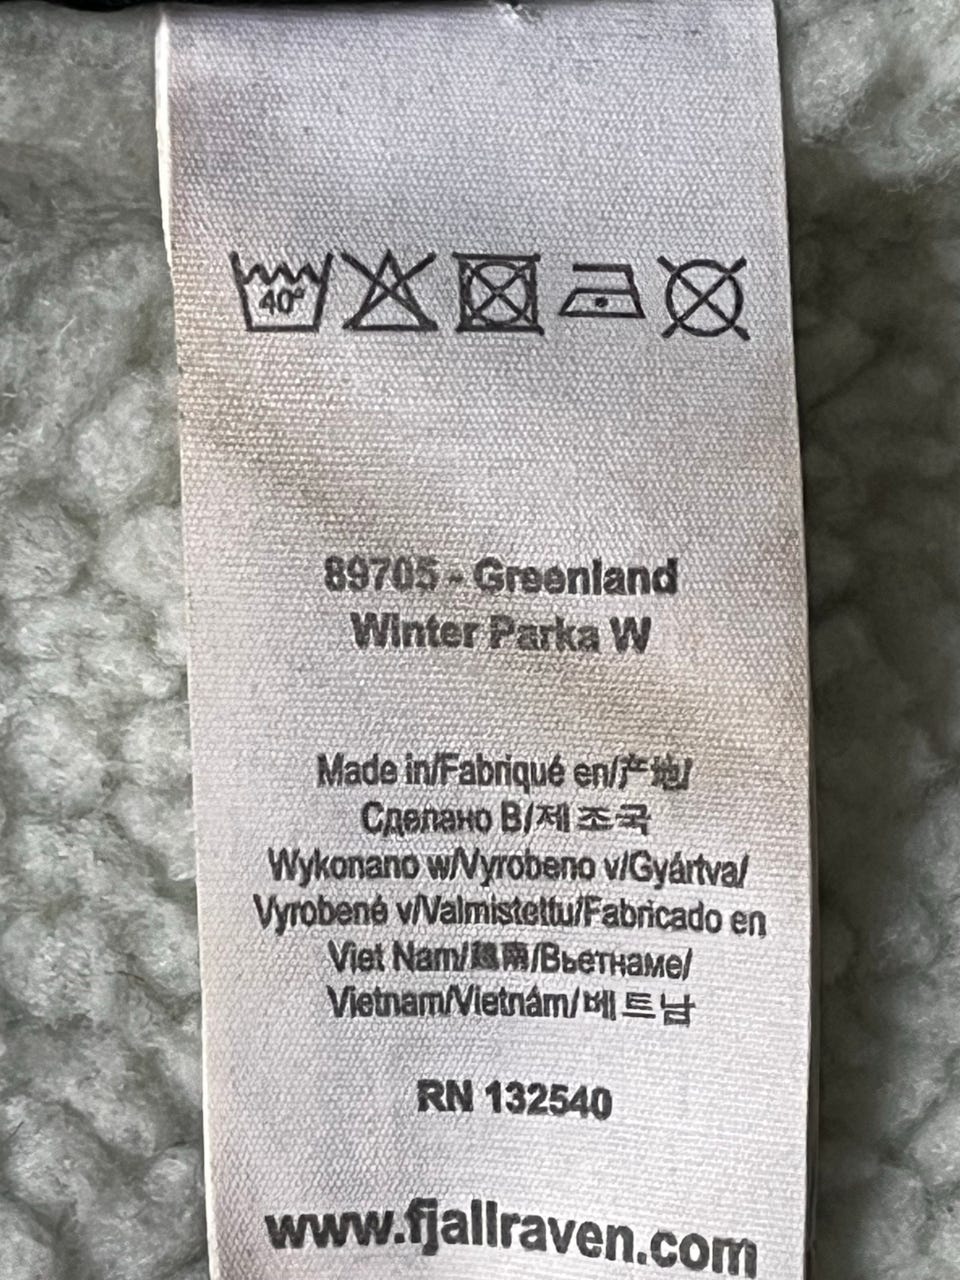 40°
89705 - Greenland
Winter Parka W
Made in/Fabriqué en/产地/
Сделано В/제 조국
Wykonano w/Vyrobeno v/Gyártva/
Vyrobené v/Valmistettu/Fabricado en
Viet Nam/越南/Вьетнаме/
Vietnam/Vietnám/베트남
RN 132540
www.fjallraven.com